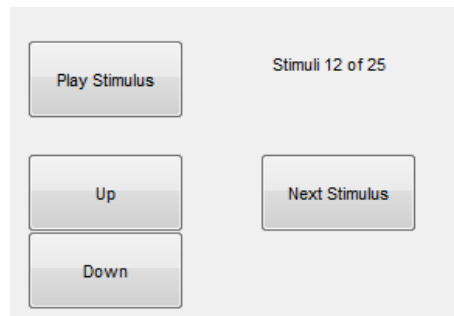 Play Stimulus
Stimuli 12 of 25
Up
Next Stimulus
Down